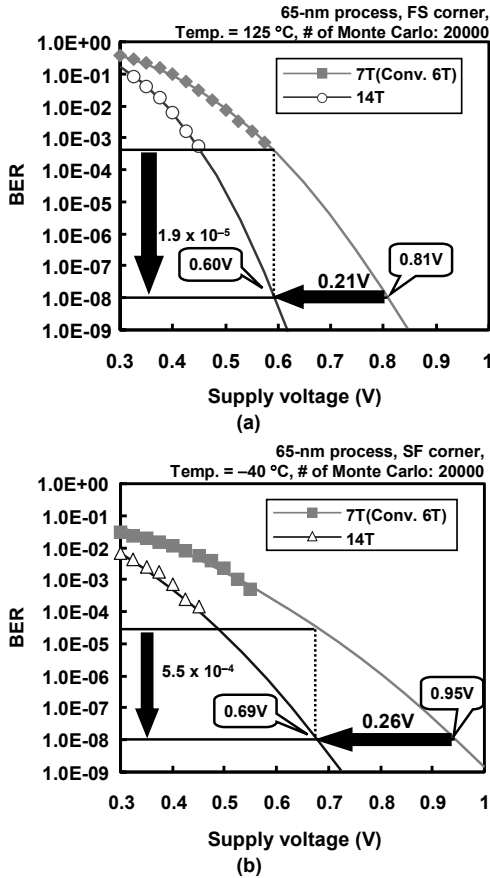 65-nm process, FS corner,
Temp. = 125 °C, # of Monte Carlo: 20000
1.0E+00
1.0E-01
1.0E-02
1.0E-03
1.0E-04
1.0E-05
1.0E-06
1.0E-07
1.0E-08
1.0E-09
BER
7T(Conv. 6T)
14T
1.9 x 10⁻⁵
0.60V
0.21V
0.81V
0.3 0.4 0.5 0.6 0.7 0.8 0.9 1
Supply voltage (V)
(a)
65-nm process, SF corner,
Temp. = –40 °C, # of Monte Carlo: 20000
1.0E+00
1.0E-01
1.0E-02
1.0E-03
1.0E-04
1.0E-05
1.0E-06
1.0E-07
1.0E-08
1.0E-09
BER
7T(Conv. 6T)
14T
5.5 x 10⁻⁴
0.69V
0.26V
0.95V
0.3 0.4 0.5 0.6 0.7 0.8 0.9 1
Supply voltage (V)
(b)